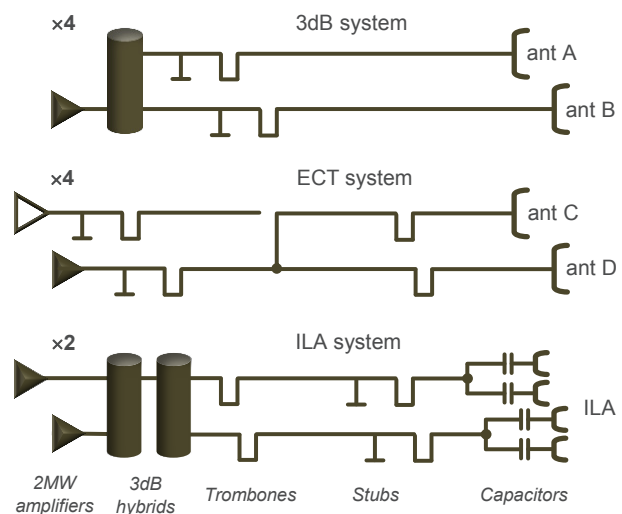 ×4
3dB system
ant A
ant B
×4
ECT system
ant C
ant D
×2
ILA system
ILA
2MW
amplifiers
3dB
hybrids
Trombones
Stubs
Capacitors